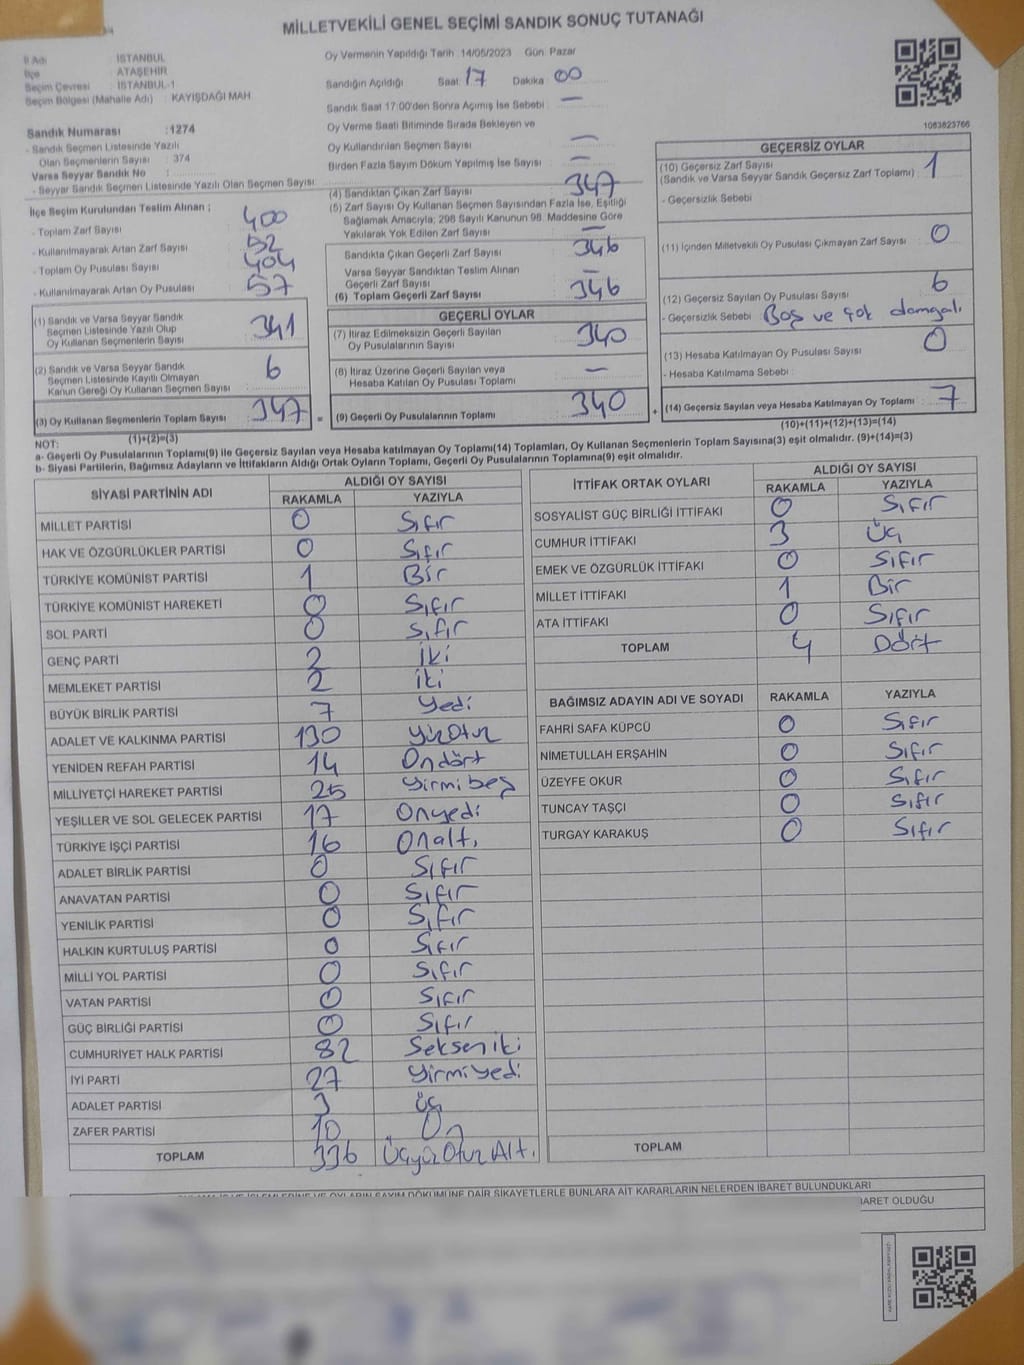 MİLLETVEKİLİ GENEL SEÇİMİ SANDIK SONUÇ TUTANAĞI
İl Adı : İSTANBUL
İlçe : ATAŞEHİR
Seçim Çevresi : İSTANBUL-1
Seçim Bölgesi (Mahalle Adı) : KAYIŞDAĞI MAH
Oy Vermenin Yapıldığı Tarih :14/05/2023 Gün: Pazar
Sandığın Açıldığı Saat: 17 Dakika 00
Sandık Saat 17:00'den Sonra Açımış İse Sebebi : —
Oy Verme Saati Bitiminde Sırada Bekleyen ve
Oy Kullandırılan Seçmen Sayısı —
Birden Fazla Sayım Döküm Yapılmış İse Sayısı : —
Sandık Numarası : 1274
- Sandık Seçmen Listesinde Yazılı
Olan Seçmenlerin Sayısı : 374
Varsa Seyyar Sandık No :
- Seyyar Sandık Seçmen Listesinde Yazılı Olan Seçmen Sayısı :
1083823766
İlçe Seçim Kurulundan Teslim Alınan ;
- Toplam Zarf Sayısı 400
- Kullanılmayarak Artan Zarf Sayısı 52
- Toplam Oy Pusulası Sayısı 404
- Kullanılmayarak Artan Oy Pusulası 57
(4) Sandıktan Çıkan Zarf Sayısı 347
(5) Zarf Sayısı Oy Kullanan Seçmen Sayısından Fazla İse, Eşitliği
Sağlamak Amacıyla; 298 Sayılı Kanunun 98. Maddesine Göre
Yakılarak Yok Edilen Zarf Sayısı : —
Sandıkta Çıkan Geçerli Zarf Sayısı 346
Varsa Seyyar Sandıktan Teslim Alınan
Geçerli Zarf Sayısı : —
(6) Toplam Geçerli Zarf Sayısı 346
GEÇERSİZ OYLAR
(10) Geçersiz Zarf Sayısı
(Sandık ve Varsa Seyyar Sandık Geçersiz Zarf Toplamı) : 1
- Geçersizlik Sebebi
(11) İçinden Milletvekili Oy Pusulası Çıkmayan Zarf Sayısı : 0
(12) Geçersiz Sayılan Oy Pusulası Sayısı : 6
- Geçersizlik Sebebi : Boş ve çok damgalı
(13) Hesaba Katılmayan Oy Pusulası Sayısı : 0
- Hesaba Katılmama Sebebi :
(14) Geçersiz Sayılan veya Hesaba Katılmayan Oy Toplamı : 7
(10)+(11)+(12)+(13)=(14)
(1) Sandık ve Varsa Seyyar Sandık
Seçmen Listesinde Yazılı Olup
Oy Kullanan Seçmenlerin Sayısı : 341
(2) Sandık ve Varsa Seyyar Sandık
Seçmen Listesinde Kayıtlı Olmayan
Kanun Gereği Oy Kullanan Seçmen Sayısı : 6
(3) Oy Kullanan Seçmenlerin Toplam Sayısı : 347 =
(1)+(2)=(3)
GEÇERLİ OYLAR
(7) İtiraz Edilmeksizin Geçerli Sayılan
Oy Pusulalarının Sayısı : 340
(8) İtiraz Üzerine Geçerli Sayılan veya
Hesaba Katılan Oy Pusulası Toplamı : —
(9) Geçerli Oy Pusulalarının Toplamı : 340 +
NOT:
a- Geçerli Oy Pusulalarının Toplamı(9) ile Geçersiz Sayılan veya Hesaba katılmayan Oy Toplamı(14) Toplamları, Oy Kullanan Seçmenlerin Toplam Sayısına(3) eşit olmalıdır. (9)+(14)=(3)
b- Siyasi Partilerin, Bağımsız Adayların ve İttifakların Aldığı Ortak Oyların Toplamı, Geçerli Oy Pusulalarının Toplamına(9) eşit olmalıdır.
SİYASİ PARTİNİN ADI ALDIĞI OY SAYISI
RAKAMLA YAZIYLA
MİLLET PARTİSİ 0 Sıfır
HAK VE ÖZGÜRLÜKLER PARTİSİ 0 Sıfır
TÜRKİYE KOMÜNİST PARTİSİ 1 Bir
TÜRKİYE KOMÜNİST HAREKETİ 0 Sıfır
SOL PARTİ 0 Sıfır
GENÇ PARTİ 2 İki
MEMLEKET PARTİSİ 2 İki
BÜYÜK BİRLİK PARTİSİ 7 Yedi
ADALET VE KALKINMA PARTİSİ 130 YüzOtuz
YENİDEN REFAH PARTİSİ 14 Ondört
MİLLİYETÇİ HAREKET PARTİSİ 25 Yirmibeş
YEŞİLLER VE SOL GELECEK PARTİSİ 17 Onyedi
TÜRKİYE İŞÇİ PARTİSİ 16 Onaltı
ADALET BİRLİK PARTİSİ 0 Sıfır
ANAVATAN PARTİSİ 0 Sıfır
YENİLİK PARTİSİ 0 Sıfır
HALKIN KURTULUŞ PARTİSİ 0 Sıfır
MİLLİ YOL PARTİSİ 0 Sıfır
VATAN PARTİSİ 0 Sıfır
GÜÇ BİRLİĞİ PARTİSİ 0 Sıfır
CUMHURİYET HALK PARTİSİ 82 Seksen iki
İYİ PARTİ 27 Yirmiyedi
ADALET PARTİSİ 3 Üç
ZAFER PARTİSİ 10 On
TOPLAM 336 ÜçyüzOtuzAltı
İTTİFAK ORTAK OYLARI ALDIĞI OY SAYISI
RAKAMLA YAZIYLA
SOSYALİST GÜÇ BİRLİĞİ İTTİFAKI 0 Sıfır
CUMHUR İTTİFAKI 3 Üç
EMEK VE ÖZGÜRLÜK İTTİFAKI 0 Sıfır
MİLLET İTTİFAKI 1 Bir
ATA İTTİFAKI 0 Sıfır
TOPLAM 4 Dört
BAĞIMSIZ ADAYIN ADI VE SOYADI RAKAMLA YAZIYLA
FAHRİ SAFA KÜPCÜ 0 Sıfır
NİMETULLAH ERŞAHİN 0 Sıfır
ÜZEYFE OKUR 0 Sıfır
TUNCAY TAŞÇI 0 Sıfır
TURGAY KARAKUŞ 0 Sıfır
TOPLAM
OYLARIN SAYIM DÖKÜMÜNE DAİR ŞİKAYETLERLE BUNLARA AİT KARARLARIN NELERDEN İBARET BULUNDUKLARI
İBARET OLDUĞU